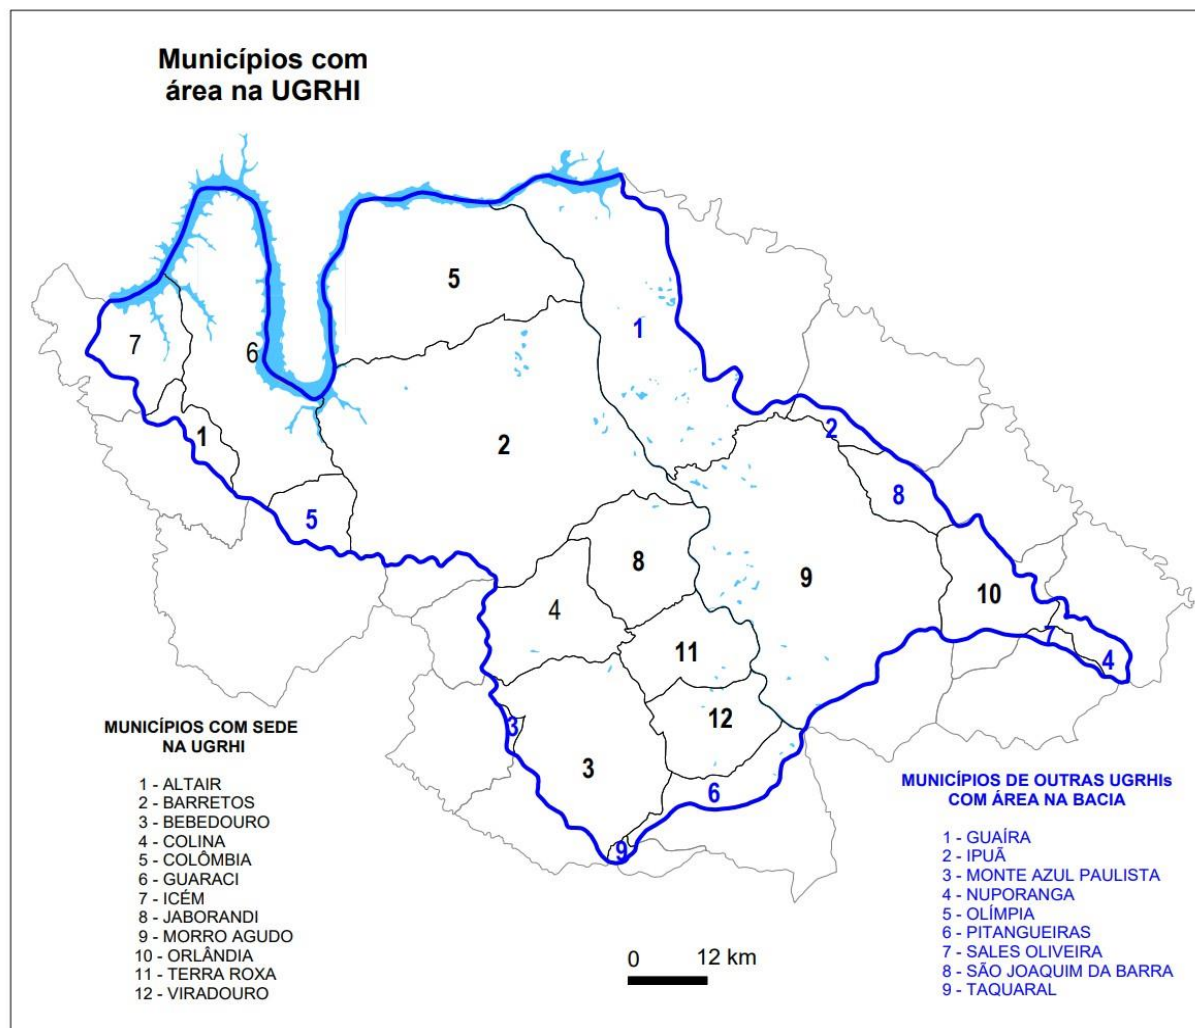 Municípios com
área na UGRHI
5
1
7
6
2
1
2
8
5
8
9
10
4
7
4
11
12
3
3
6
9
MUNICÍPIOS COM SEDE
NA UGRHI
1 - ALTAIR
2 - BARRETOS
3 - BEBEDOURO
4 - COLINA
5 - COLÔMBIA
6 - GUARACI
7 - ICÉM
8 - JABORANDI
9 - MORRO AGUDO
10 - ORLÂNDIA
11 - TERRA ROXA
12 - VIRADOURO
0 12 km
MUNICÍPIOS DE OUTRAS UGRHIs
COM ÁREA NA BACIA
1 - GUAÍRA
2 - IPUÃ
3 - MONTE AZUL PAULISTA
4 - NUPORANGA
5 - OLÍMPIA
6 - PITANGUEIRAS
7 - SALES OLIVEIRA
8 - SÃO JOAQUIM DA BARRA
9 - TAQUARAL